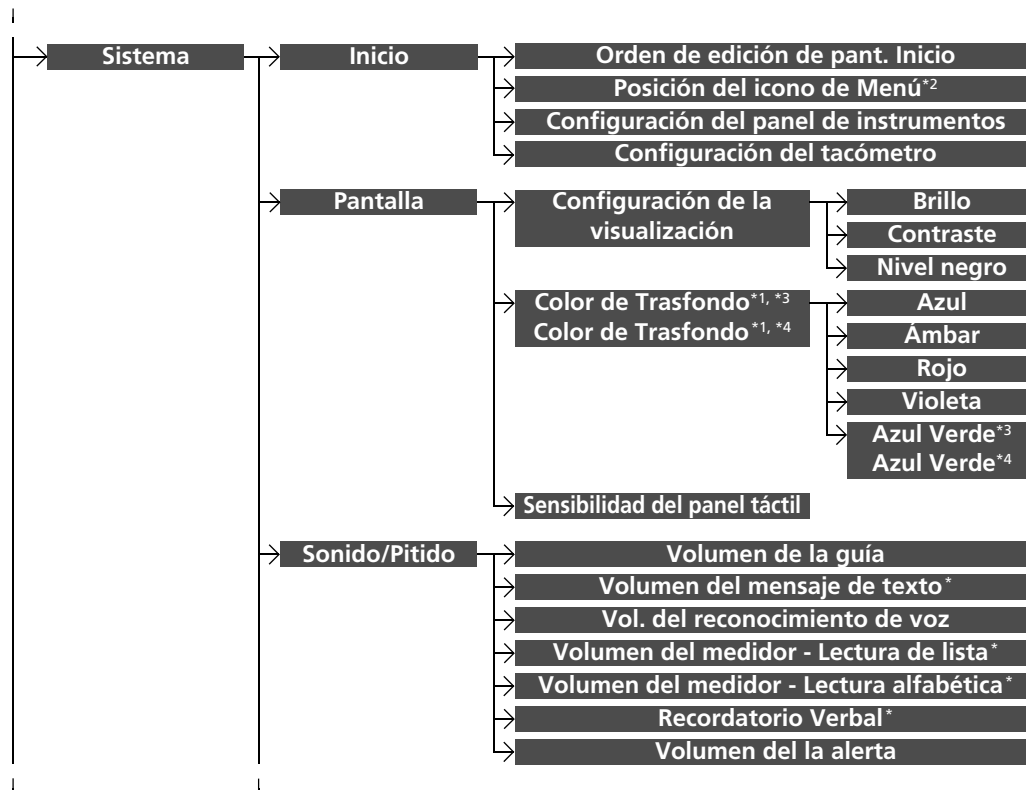 Sistema
Inicio
Orden de edición de pant. Inicio
Posición del icono de Menú*2
Configuración del panel de instrumentos
Configuración del tacómetro
Pantalla
Configuración de la
visualización
Brillo
Contraste
Nivel negro
Color de Trasfondo*1, *3
Color de Trasfondo*1, *4
Azul
Ámbar
Rojo
Violeta
Azul Verde*3
Azul Verde*4
Sensibilidad del panel táctil
Sonido/Pitido
Volumen de la guía
Volumen del mensaje de texto*
Vol. del reconocimiento de voz
Volumen del medidor - Lectura de lista*
Volumen del medidor - Lectura alfabética*
Recordatorio Verbal*
Volumen del la alerta